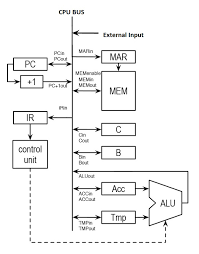 CPU BUS
External Input
MARin
MAR
PCin
PCout
PC
MEMenable
MEMin
MEMout
MEM
+1
PC+1out
IRin
IR
Cin
Cout
C
control
unit
Bin
Bout
B
ALUout
ACCin
ACCout
Acc
ALU
TMPin
TMPout
Tmp